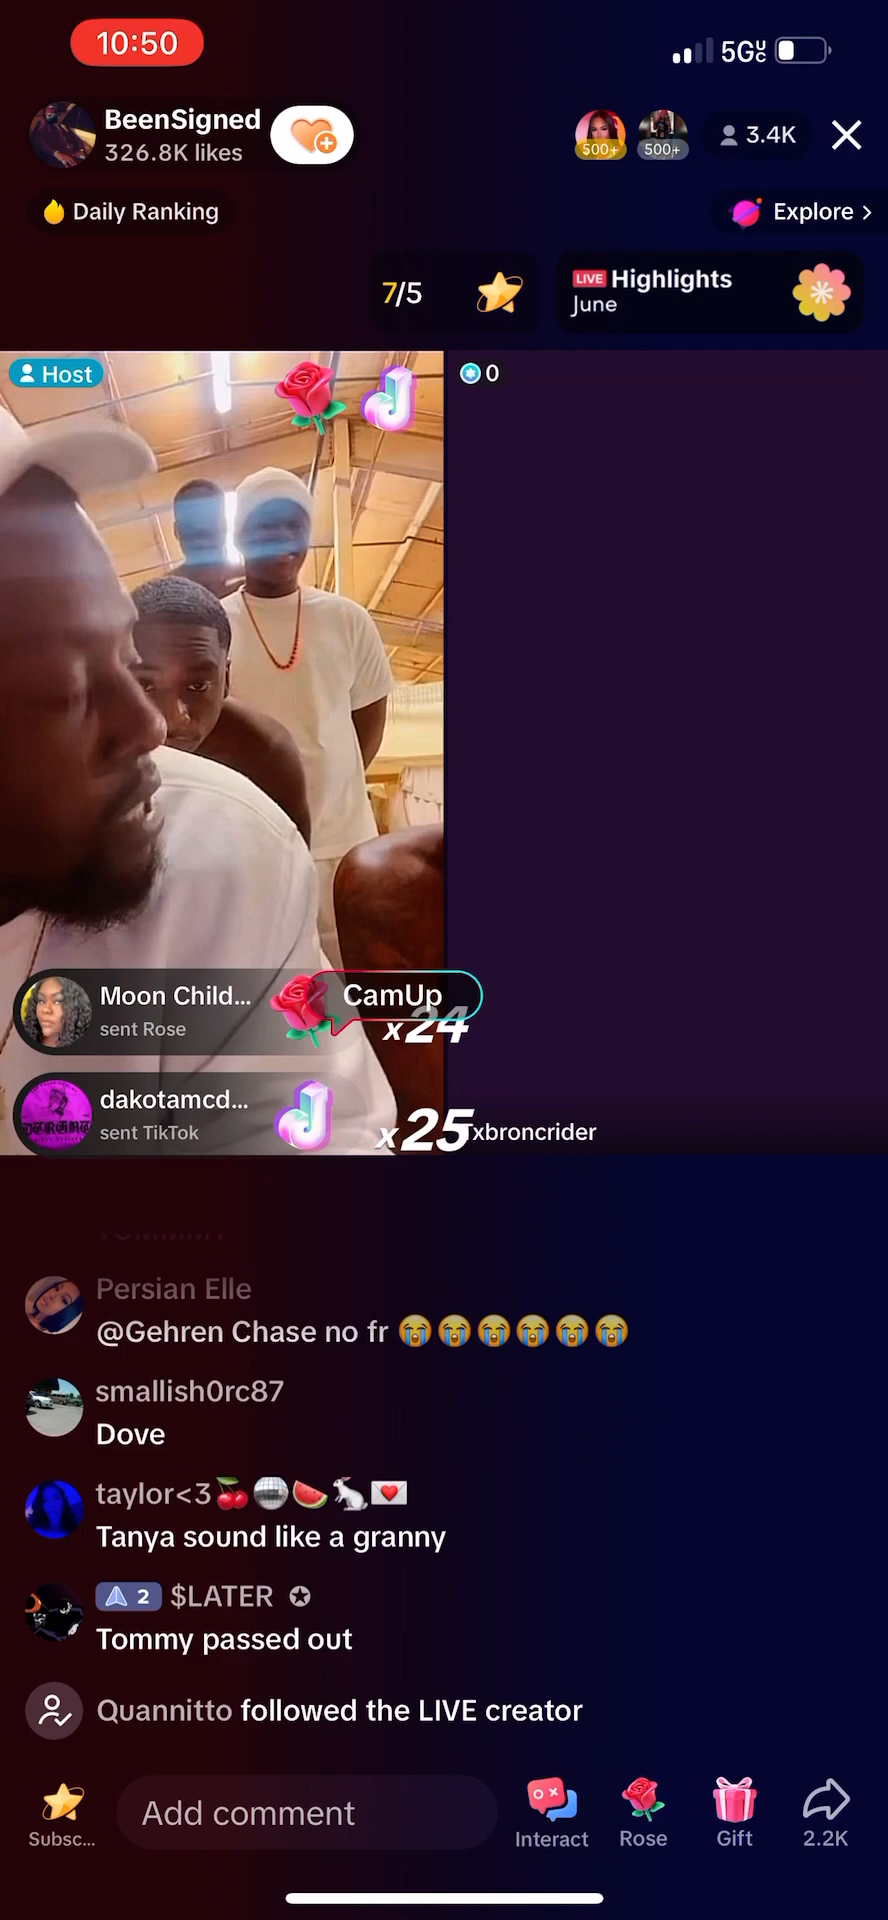 10:50
5G UC
BeenSigned
326.8K likes
500+
500+
3.4K
Daily Ranking
Explore >
7/5
LIVE Highlights
June
Host
0
Moon Child...
sent Rose
CamUp
x24
dakotamcd...
sent TikTok
x25
xbroncrider
Persian Elle
@Gehren Chase no fr 😭😭😭😭😭😭
smallish0rc87
Dove
taylor<3🍒🪩🍉🐇💌
Tanya sound like a granny
2 $LATER ✪
Tommy passed out
Quannitto followed the LIVE creator
Subsc...
Add comment
Interact
Rose
Gift
2.2K